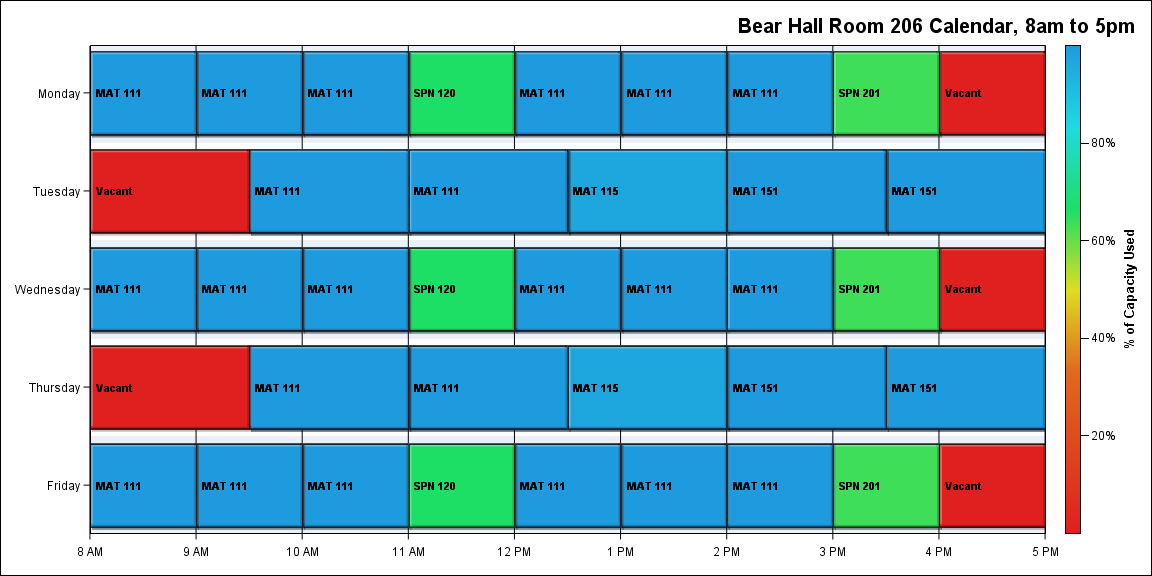 Bear Hall Room 206 Calendar, 8am to 5pm
Monday MAT 111 MAT 111 MAT 111 SPN 120 MAT 111 MAT 111 MAT 111 SPN 201 Vacant
Tuesday Vacant MAT 111 MAT 111 MAT 115 MAT 151 MAT 151
Wednesday MAT 111 MAT 111 MAT 111 SPN 120 MAT 111 MAT 111 MAT 111 SPN 201 Vacant
Thursday Vacant MAT 111 MAT 111 MAT 115 MAT 151 MAT 151
Friday MAT 111 MAT 111 MAT 111 SPN 120 MAT 111 MAT 111 MAT 111 SPN 201 Vacant
8 AM 9 AM 10 AM 11 AM 12 PM 1 PM 2 PM 3 PM 4 PM 5 PM
80%
60%
40%
20%
% of Capacity Used